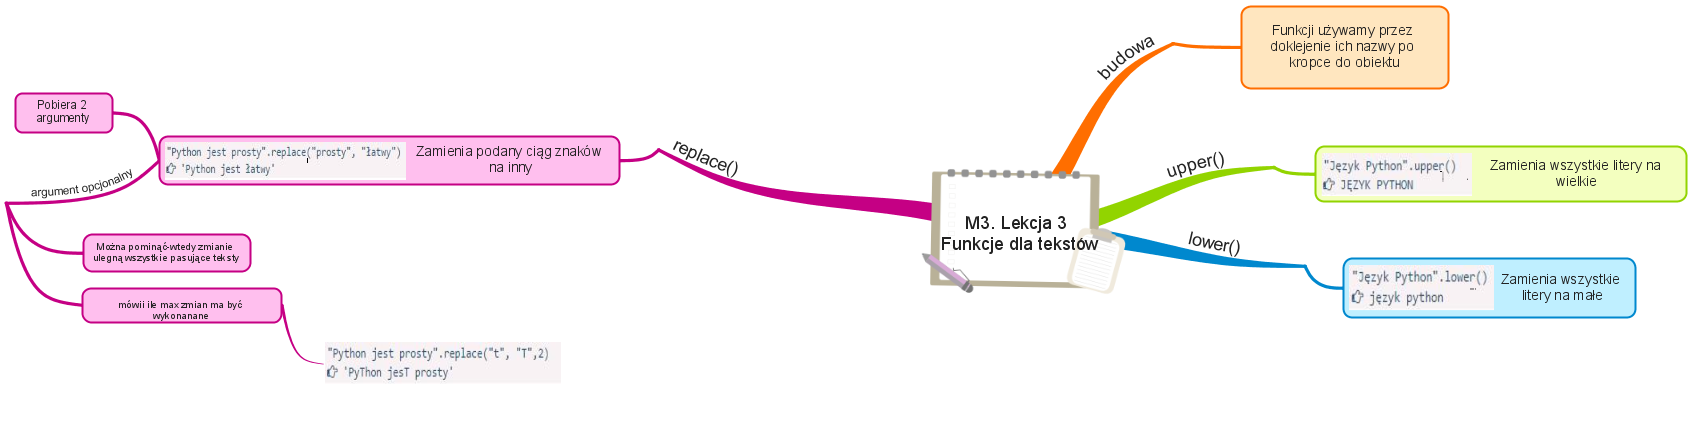 M3. Lekcja 3
Funkcje dla tekstów
budowa
Funkcji używamy przez
doklejenie ich nazwy po
kropce do obiektu
upper()
"Język Python".upper()
JĘZYK PYTHON
Zamienia wszystkie litery na
wielkie
lower()
"Język Python".lower()
język python
Zamienia wszystkie
litery na małe
replace()
"Python jest prosty".replace("prosty", "łatwy")
'Python jest łatwy'
Zamienia podany ciąg znaków
na inny
Pobiera 2
argumenty
argument opcjonalny
Można pominąć-wtedy zmianie
ulegną wszystkie pasujące teksty
mówii ile max zmian ma być
wykonanane
"Python jest prosty".replace("t", "T",2)
'PyThon jesT prosty'